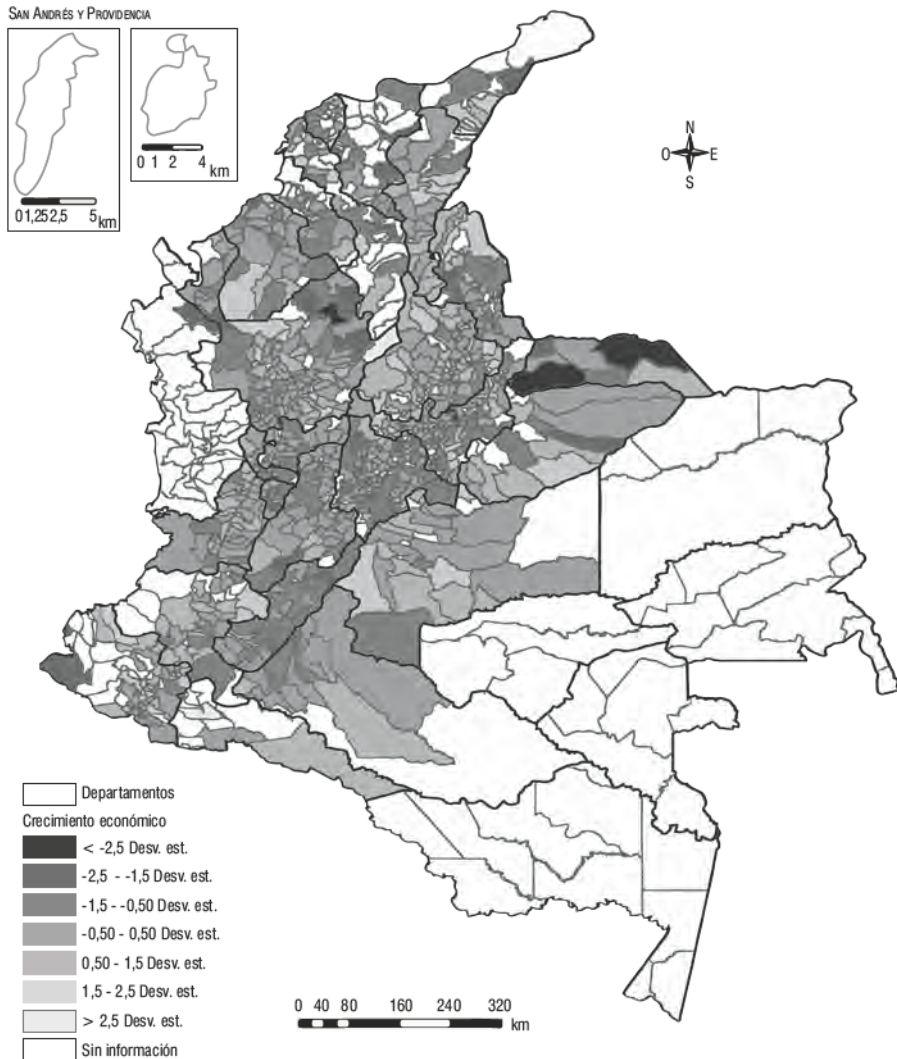 SAN ANDRÉS Y PROVIDENCIA
0 1,25 2,5 5 km
0 1 2 4
km
N
O E
S
Departamentos
Crecimiento económico
< -2,5 Desv. est.
-2,5 - -1,5 Desv. est.
-1,5 - -0,50 Desv. est.
-0,50 - 0,50 Desv. est.
0,50 - 1,5 Desv. est.
1,5 - 2,5 Desv. est.
> 2,5 Desv. est.
Sin información
0 40 80 160 240 320
km